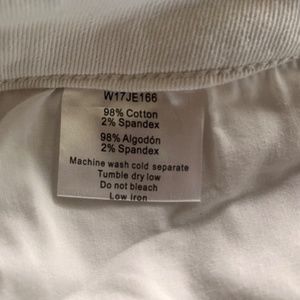 W17JE166
98% Cotton
2% Spandex
98% Algodón
2% Spandex
Machine wash cold separate
Tumble dry low
Do not bleach
Low iron